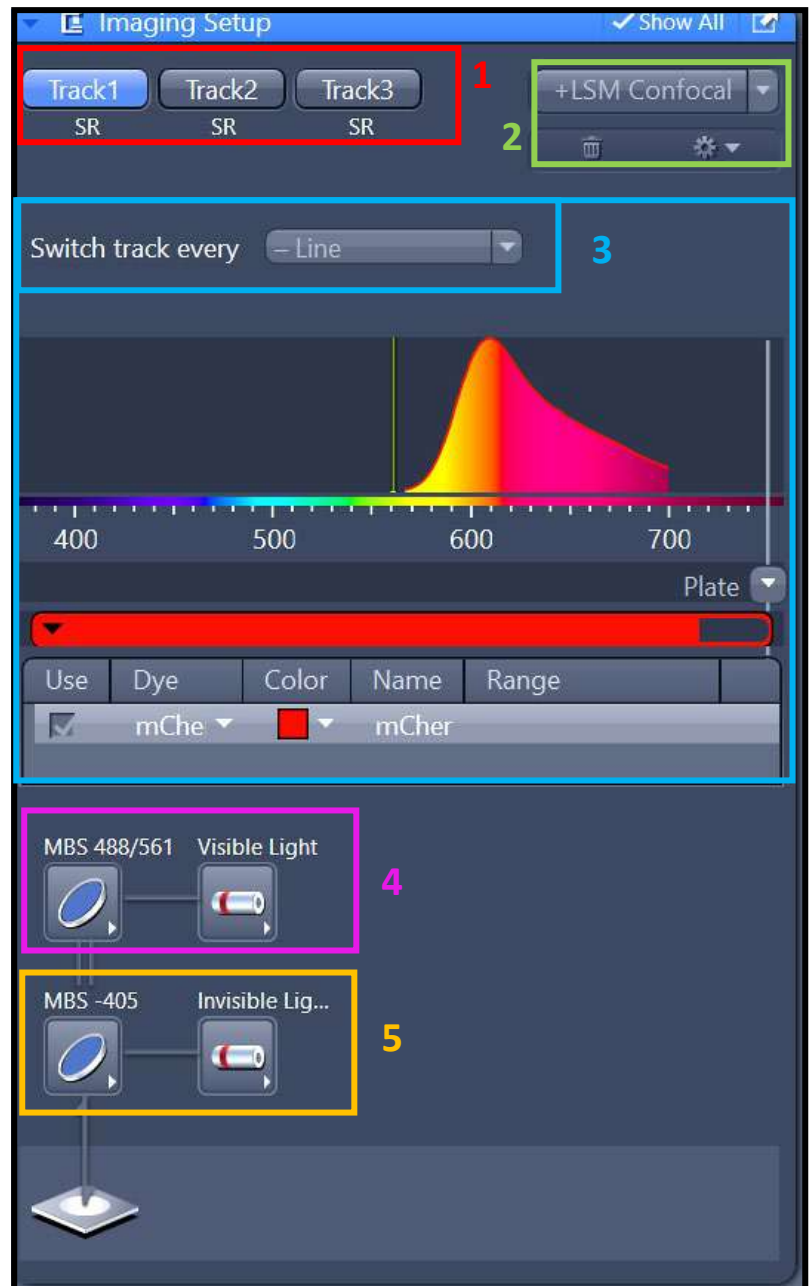 Imaging Setup Show All
Track1 Track2 Track3 1 +LSM Confocal
SR SR SR 2
Switch track every – Line 3
400 500 600 700
Plate
Use Dye Color Name Range
mChe mCher
MBS 488/561 Visible Light
4
MBS -405 Invisible Lig...
5